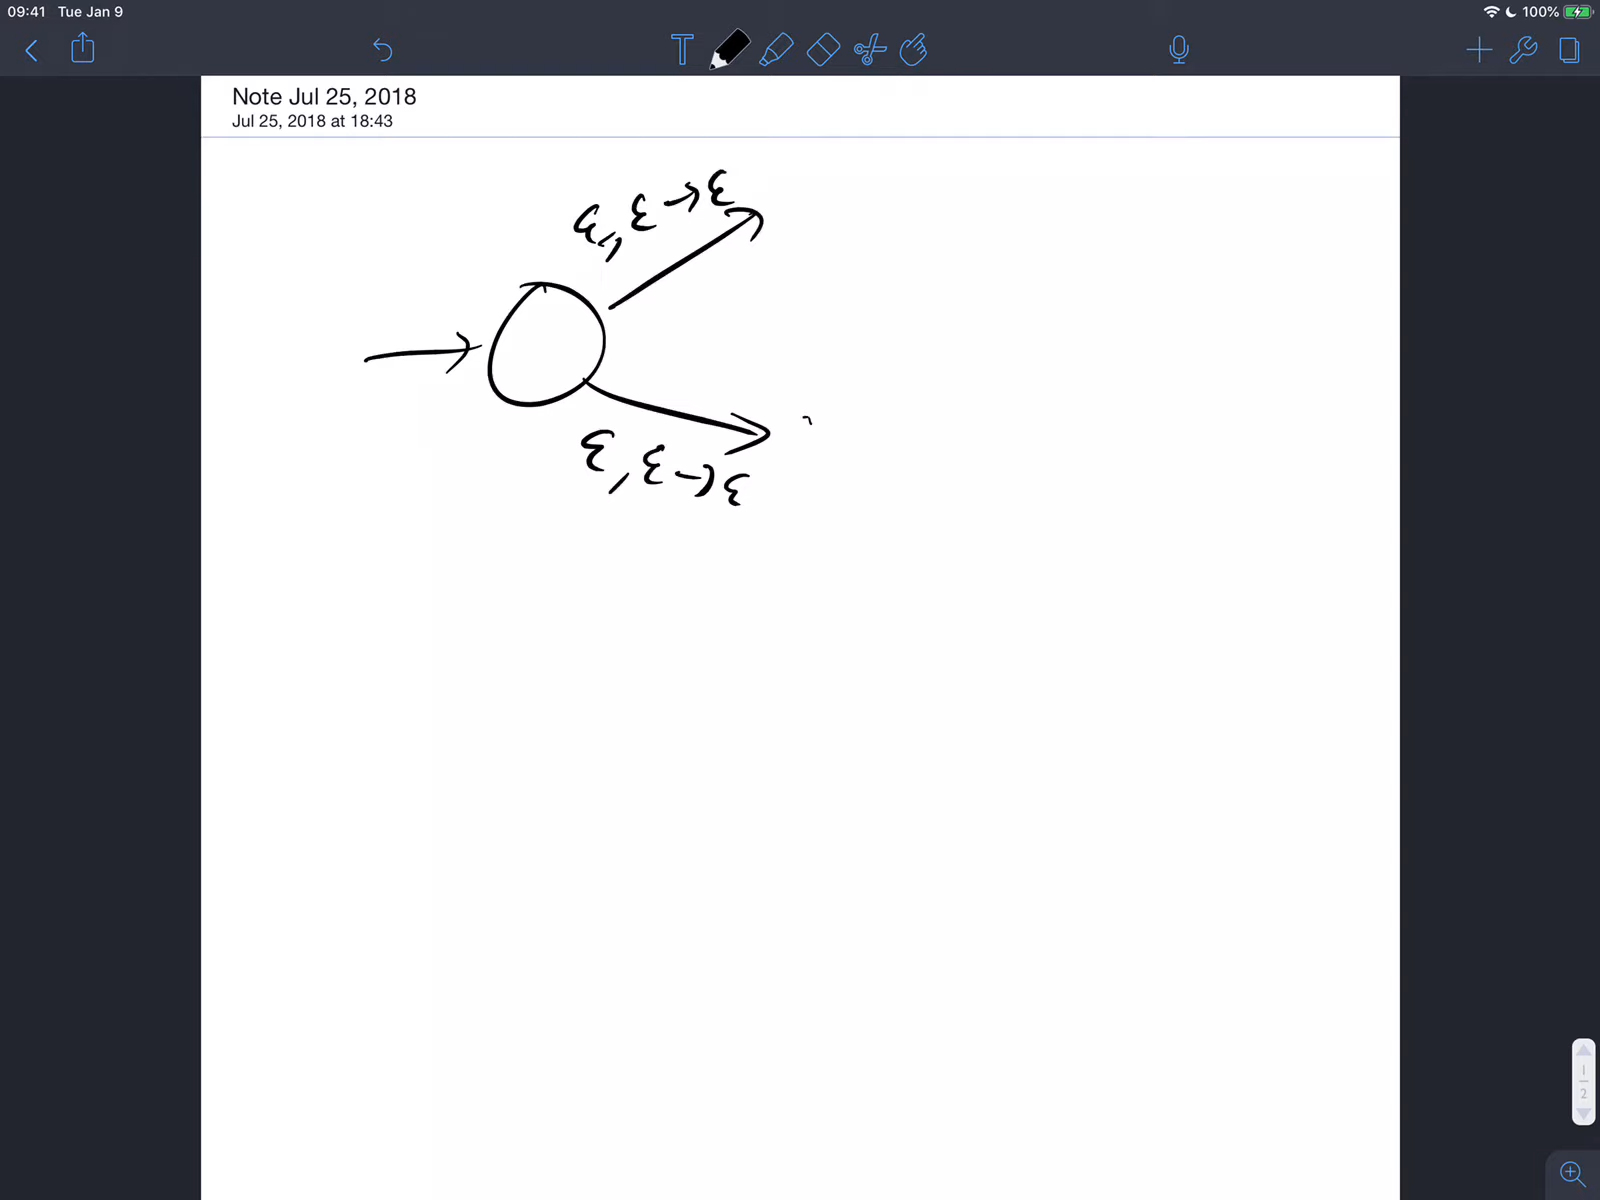 09:41 Tue Jan 9
100%
Note Jul 25, 2018
Jul 25, 2018 at 18:43
ε, ε → ε
ε, ε → ε
1
2